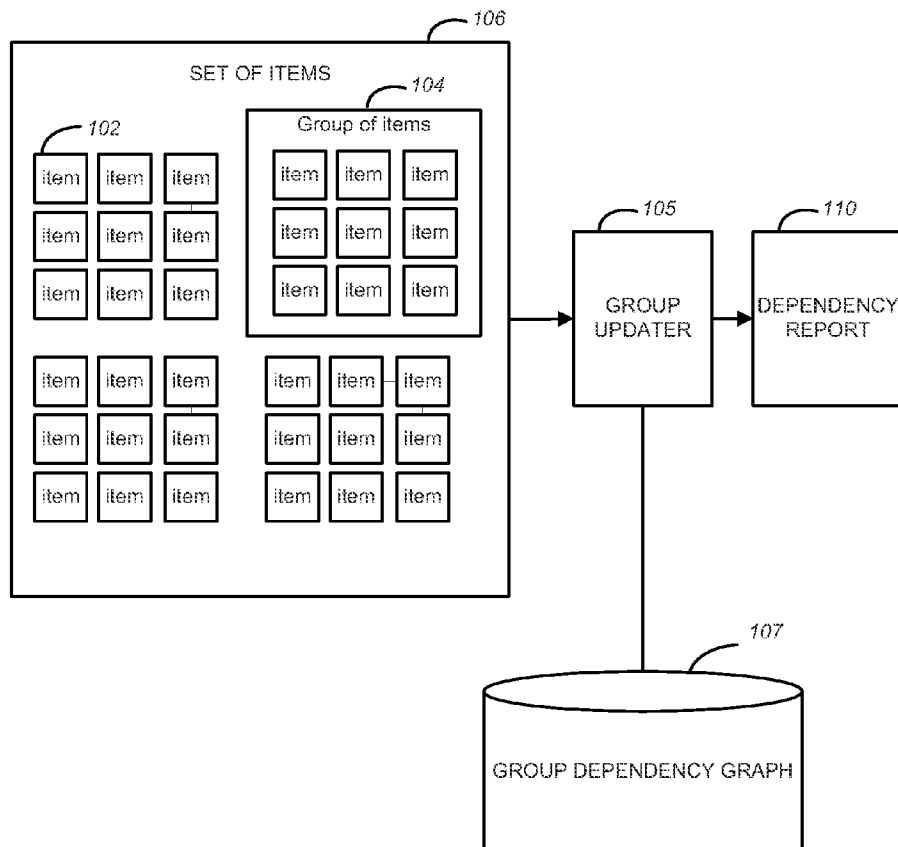 106
SET OF ITEMS
104
Group of items
102
item item item
item item item
item item item
item item item
item item item
item item item
105
GROUP
UPDATER
110
DEPENDENCY
REPORT
item item item
item item item
item item item
item item item
item item item
item item item
107
GROUP DEPENDENCY GRAPH